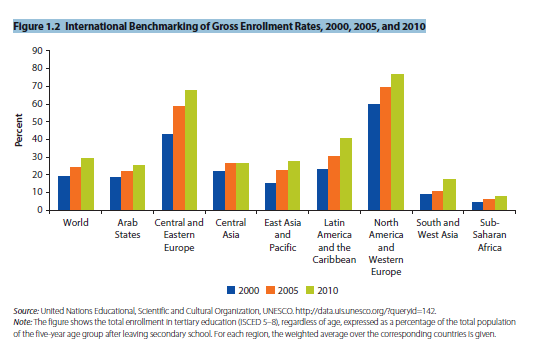 Figure 1.2 International Benchmarking of Gross Enrollment Rates, 2000, 2005, and 2010
90
80
70
60
50
40
30
20
10
0
Percent
World
Arab
States
Central and
Eastern
Europe
Central
Asia
East Asia
and
Pacific
Latin
America
and the
Caribbean
North
America
and
Western
Europe
South and
West Asia
Sub-
Saharan
Africa
2000 2005 2010
Source: United Nations Educational, Scientific and Cultural Organization, UNESCO. http://data.uis.unesco.org/?queryid=142.
Note: The figure shows the total enrollment in tertiary education (ISCED 5–8), regardless of age, expressed as a percentage of the total population
of the five-year age group after leaving secondary school. For each region, the weighted average over the corresponding countries is given.